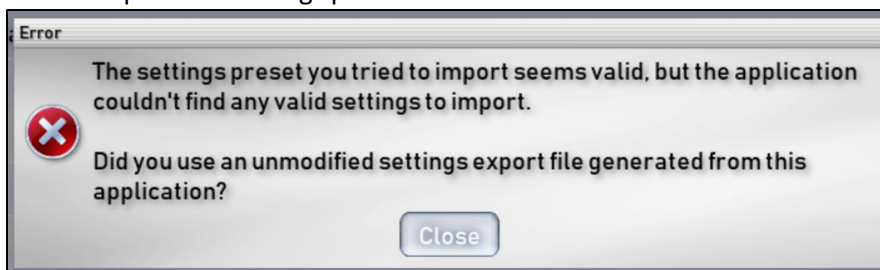 Error
The settings preset you tried to import seems valid, but the application
couldn't find any valid settings to import.
Did you use an unmodified settings export file generated from this
application?
Close